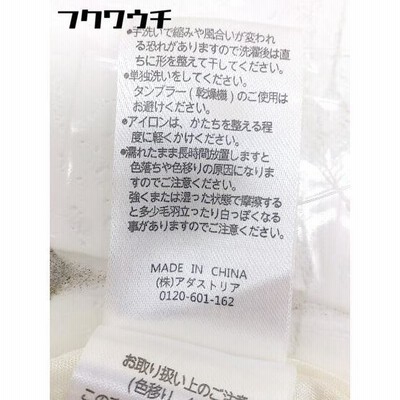 フクワウチ
●手洗いで縮みや風合いが変われ
る恐れがありますので洗濯後は直
ちに形を整えて干してください。
●単独洗いをしてください。
タンブラー(乾燥機)のご使用は
お避けください。
●アイロンは、かたちを整える程
度に軽くかけてください。
●濡れたまま長時間放置しますと
色落ちや色移りの原因になりま
すのでご注意ください。
強くまたは湿った状態で摩擦する
と多少毛羽立ったり白っぽくなる
事がありますのでご注意ください。
MADE IN CHINA
(株)アダストリア
0120-601-162
お取り扱い上のご注意
(色移り